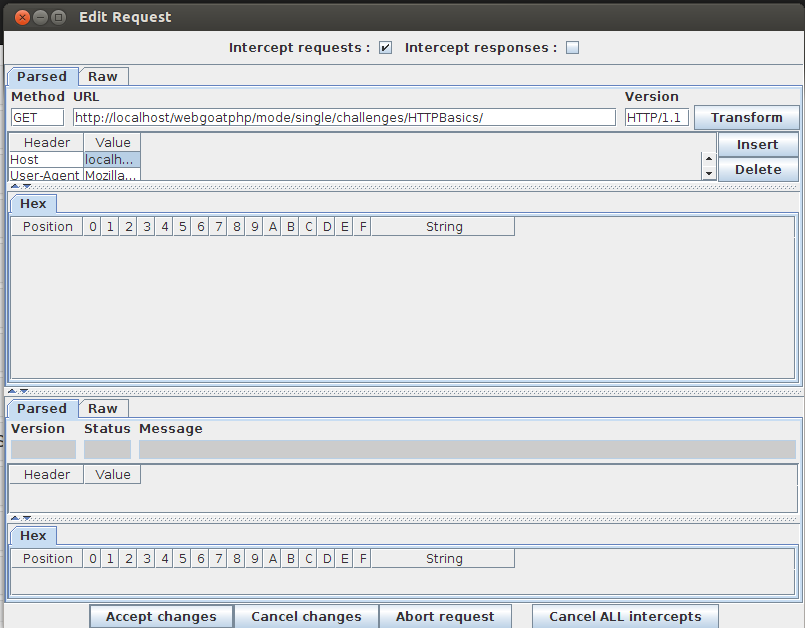 Edit Request
Intercept requests : Intercept responses :
Parsed Raw
Method URL Version
GET http://localhost/webgoatphp/mode/single/challenges/HTTPBasics/ HTTP/1.1 Transform
Header Value Insert
Host localh...
User-Agent Mozilla... Delete
Hex
Position 0 1 2 3 4 5 6 7 8 9 A B C D E F String
Parsed Raw
Version Status Message
Header Value
Hex
Position 0 1 2 3 4 5 6 7 8 9 A B C D E F String
Accept changes Cancel changes Abort request Cancel ALL intercepts